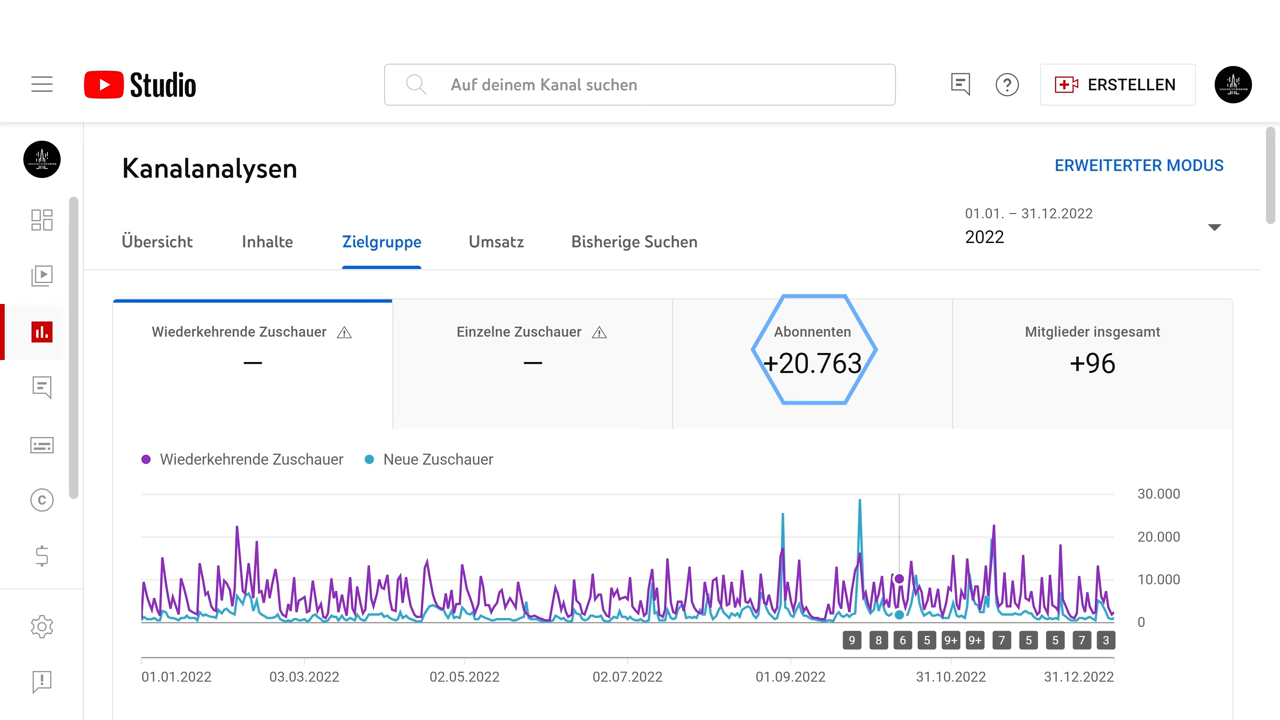 Studio
Auf deinem Kanal suchen
ERSTELLEN
Kanalanalysen
ERWEITERTER MODUS
01.01. – 31.12.2022
2022
Übersicht
Inhalte
Zielgruppe
Umsatz
Bisherige Suchen
Wiederkehrende Zuschauer
—
Einzelne Zuschauer
—
Abonnenten
+20.763
Mitglieder insgesamt
+96
Wiederkehrende Zuschauer
Neue Zuschauer
30.000
20.000
10.000
0
9 8 6 5 9+ 9+ 7 5 5 7 3
01.01.2022 03.03.2022 02.05.2022 02.07.2022 01.09.2022 31.10.2022 31.12.2022